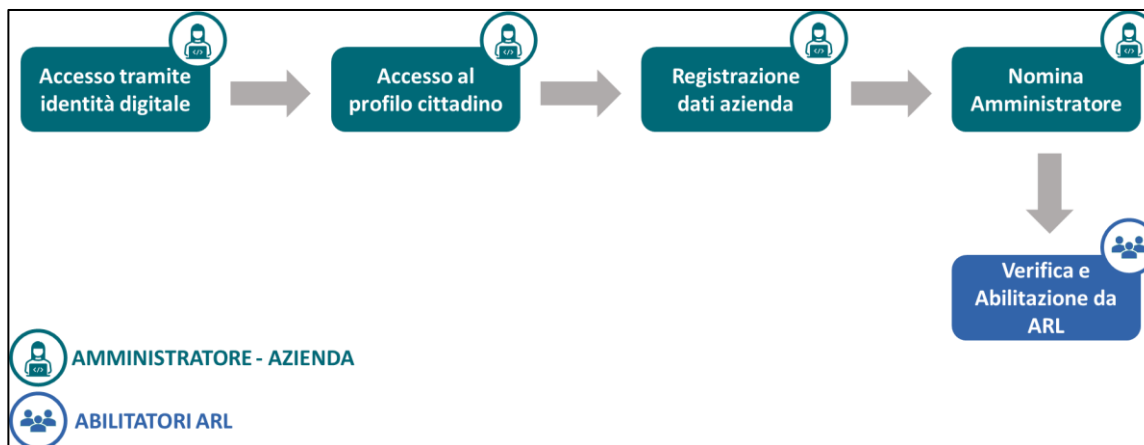 Accesso tramite
identità digitale
Accesso al
profilo cittadino
Registrazione
dati azienda
Nomina
Amministratore
Verifica e
Abilitazione da
ARL
AMMINISTRATORE - AZIENDA
ABILITATORI ARL